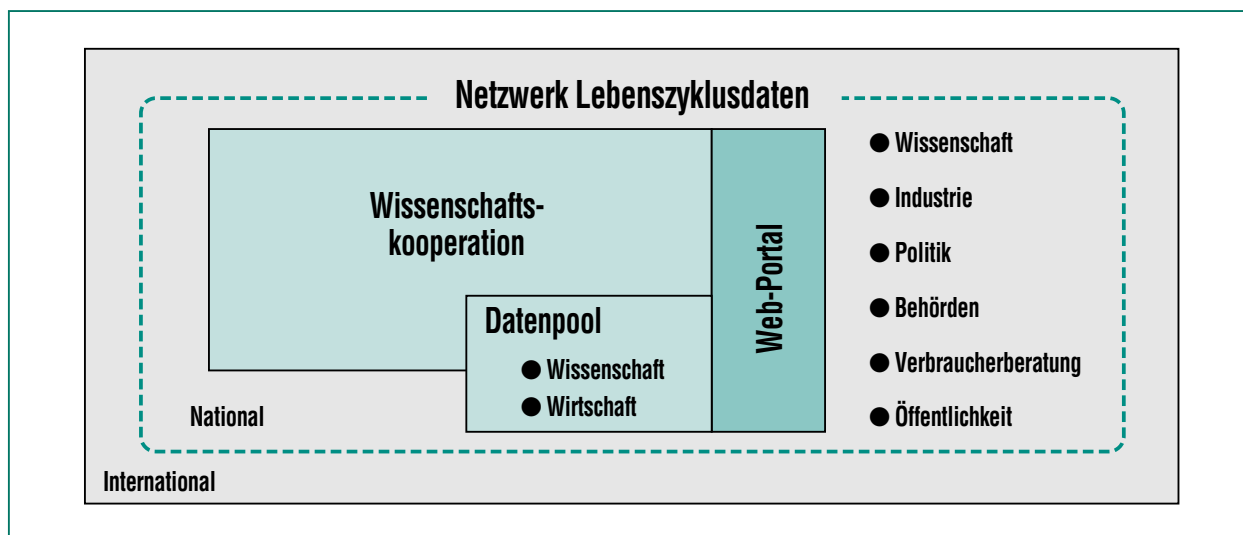 Netzwerk Lebenszyklusdaten
Wissenschafts-
kooperation
Datenpool
● Wissenschaft
● Wirtschaft
Web-Portal
● Wissenschaft
● Industrie
● Politik
● Behörden
● Verbraucherberatung
● Öffentlichkeit
National
International